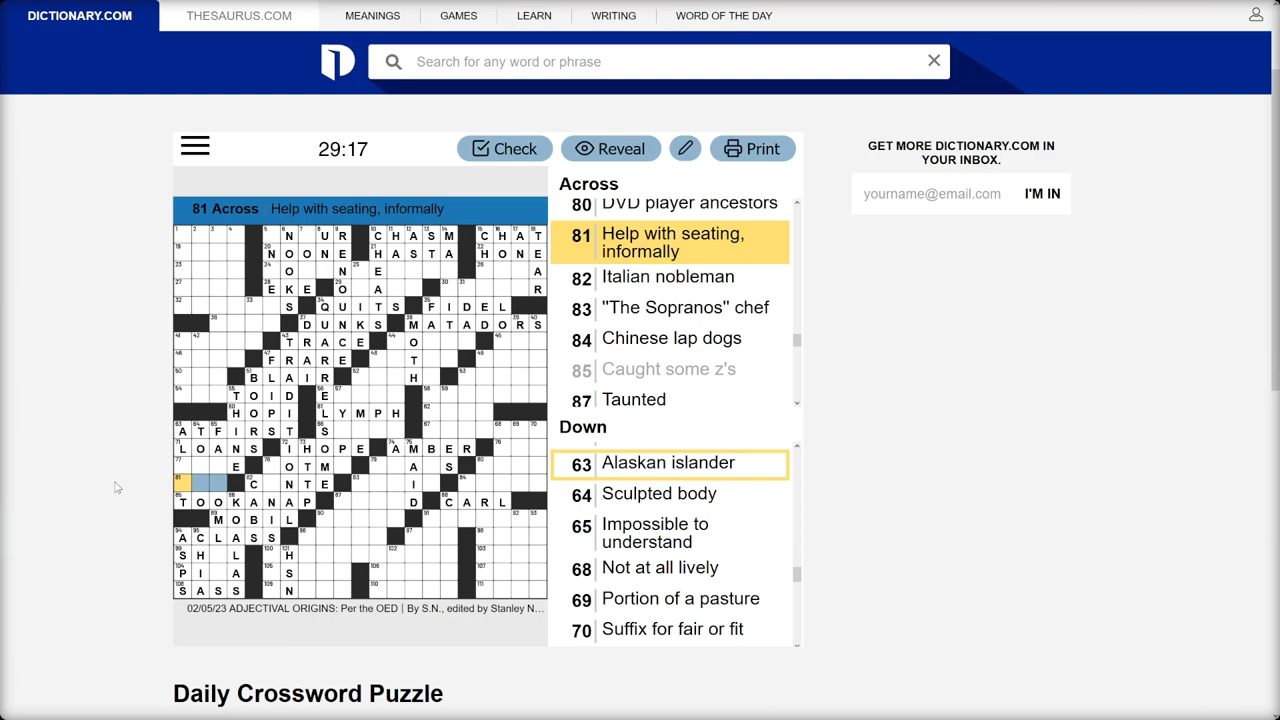 DICTIONARY.COM
THESAURUS.COM
MEANINGS
GAMES
LEARN
WRITING
WORD OF THE DAY
Search for any word or phrase
29:17
Check
Reveal
Print
81 Across Help with seating, informally
Across
80 DVD player ancestors
81 Help with seating,
informally
82 Italian nobleman
83 "The Sopranos" chef
84 Chinese lap dogs
85 Caught some z's
87 Taunted
Down
63 Alaskan islander
64 Sculpted body
65 Impossible to
understand
68 Not at all lively
69 Portion of a pasture
70 Suffix for fair or fit
N U R C H A S M C H A T
N O O N E H A S T A H O N E
O N E A
E K E O A R
S Q U I T S F I D E L
D U N K S M A T A D O R S
T R A C E O
F R A R E T
B L A I R H
T O I D E
H O P I L Y M P H
A T F I R S T S
L O A N S I H O P E A M B E R
E O T M A S
C N T E I
T O O K A N A P D C A R L
M O B I L
A C L A S S
S H L H
P I A S
S A S S N
02/05/23 ADJECTIVAL ORIGINS: Per the OED | By S.N., edited by Stanley N...
GET MORE DICTIONARY.COM IN
YOUR INBOX.
yourname@email.com I'M IN
Daily Crossword Puzzle